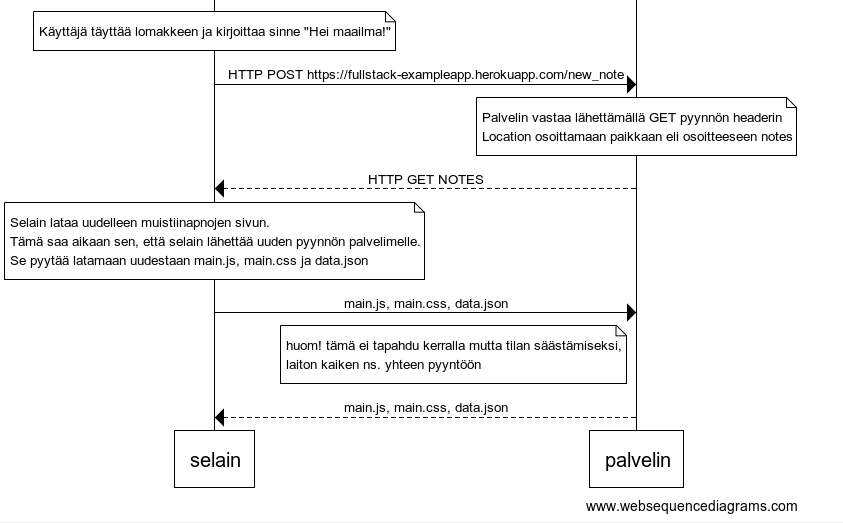 Käyttäjä täyttää lomakkeen ja kirjoittaa sinne "Hei maailma!"
HTTP POST https://fullstack-exampleapp.herokuapp.com/new_note
Palvelin vastaa lähettämällä GET pyynnön headerin
Location osoittamaan paikkaan eli osoitteeseen notes
HTTP GET NOTES
Selain lataa uudelleen muistiinapnojen sivun.
Tämä saa aikaan sen, että selain lähettää uuden pyynnön palvelimelle.
Se pyytää latamaan uudestaan main.js, main.css ja data.json
main.js, main.css, data.json
huom! tämä ei tapahdu kerralla mutta tilan säästämiseksi,
laiton kaiken ns. yhteen pyyntöön
main.js, main.css, data.json
selain
palvelin
www.websequencediagrams.com